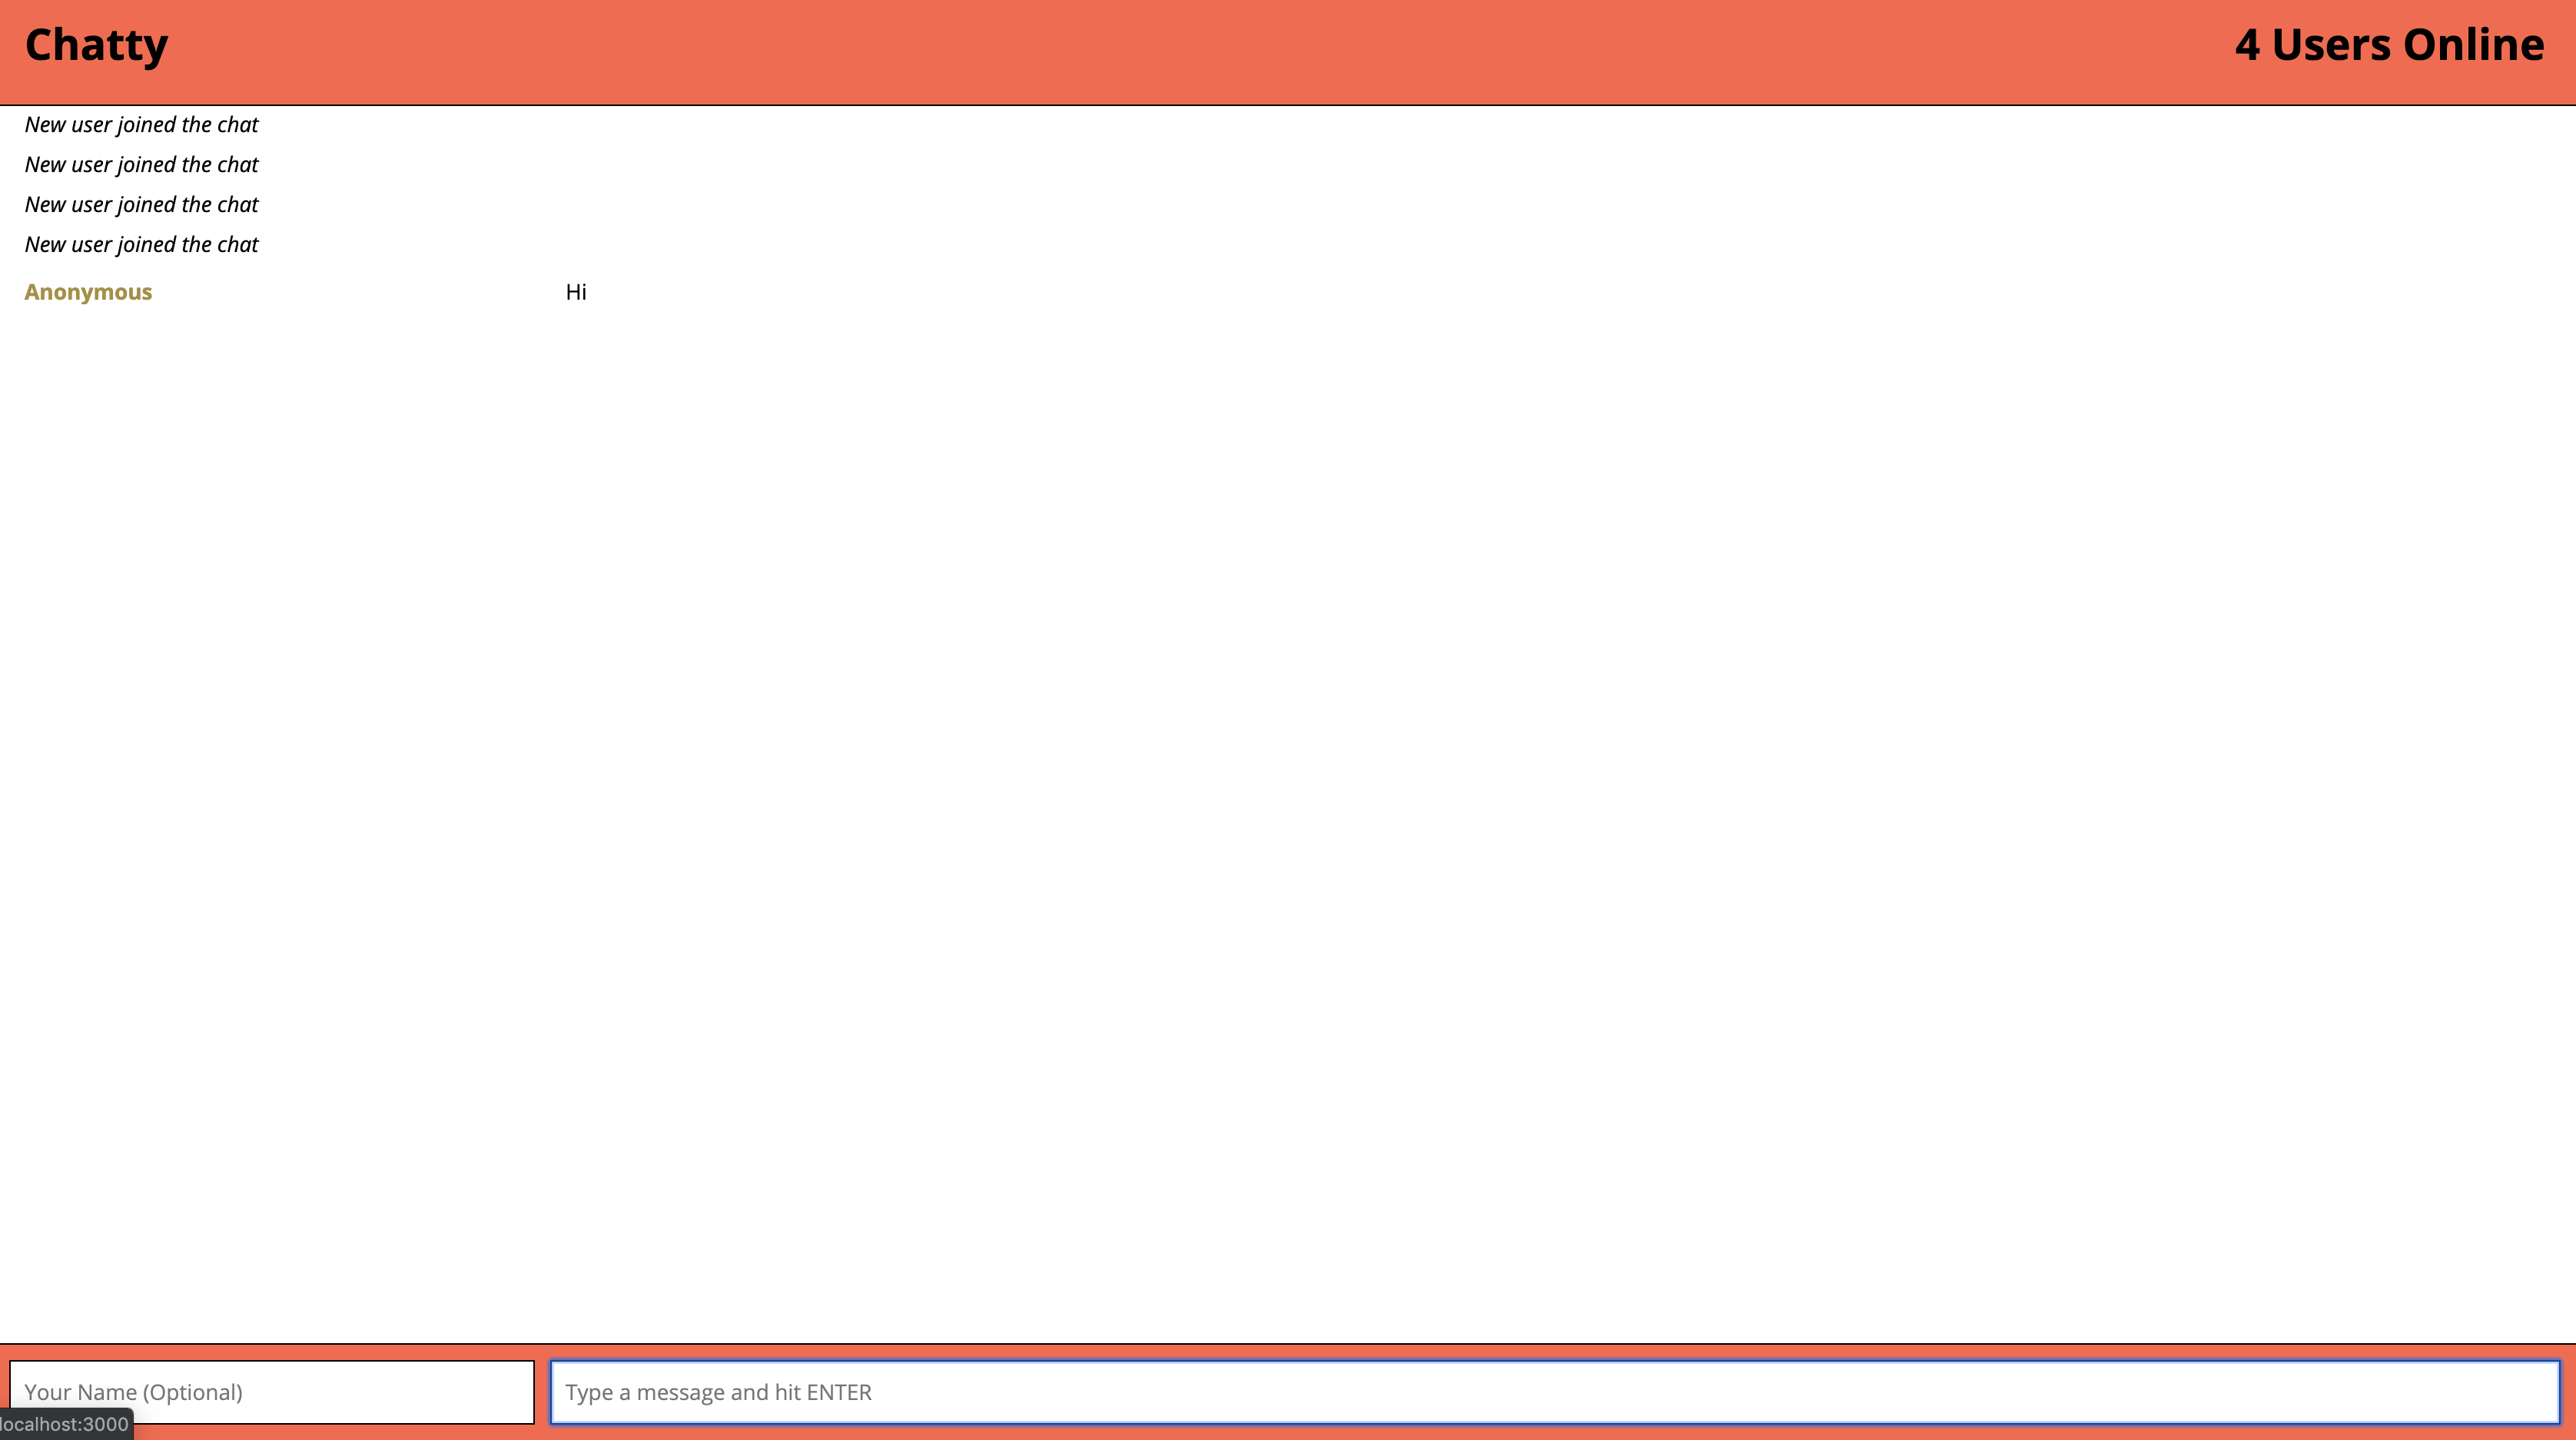 Chatty
4 Users Online
New user joined the chat
New user joined the chat
New user joined the chat
New user joined the chat
Anonymous Hi
Your Name (Optional)
Type a message and hit ENTER
localhost:3000